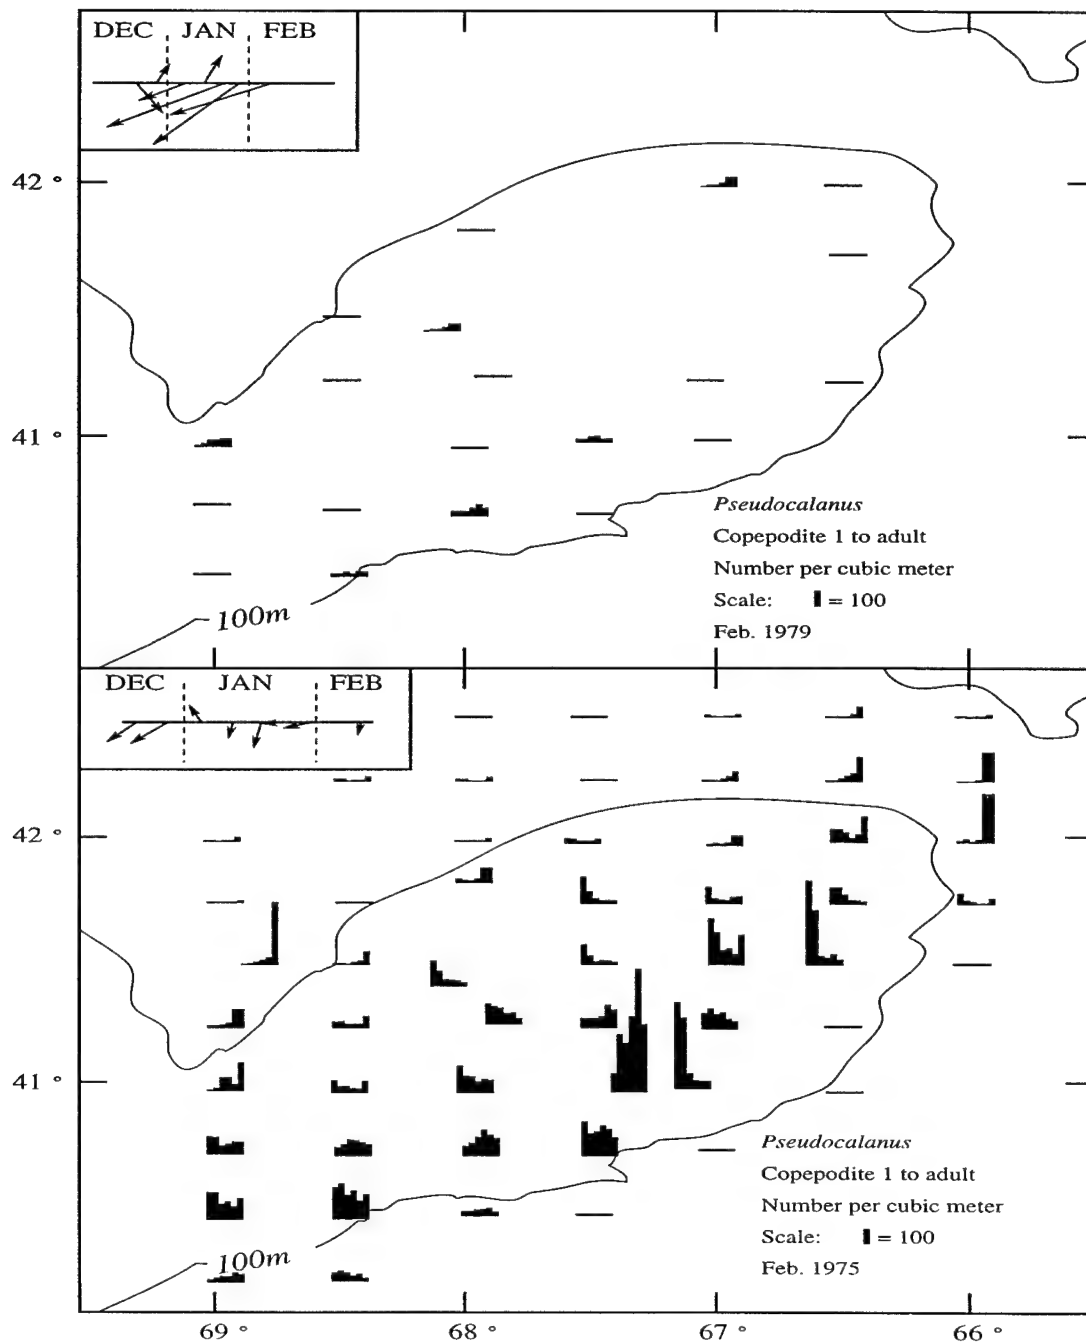 DEC JAN FEB
42 °
41 °
Pseudocalanus
Copepodite 1 to adult
Number per cubic meter
Scale: = 100
Feb. 1979
100m
DEC JAN FEB
42 °
41 °
Pseudocalanus
Copepodite 1 to adult
Number per cubic meter
Scale: = 100
Feb. 1975
100m
69 ° 68 ° 67 ° 66 °